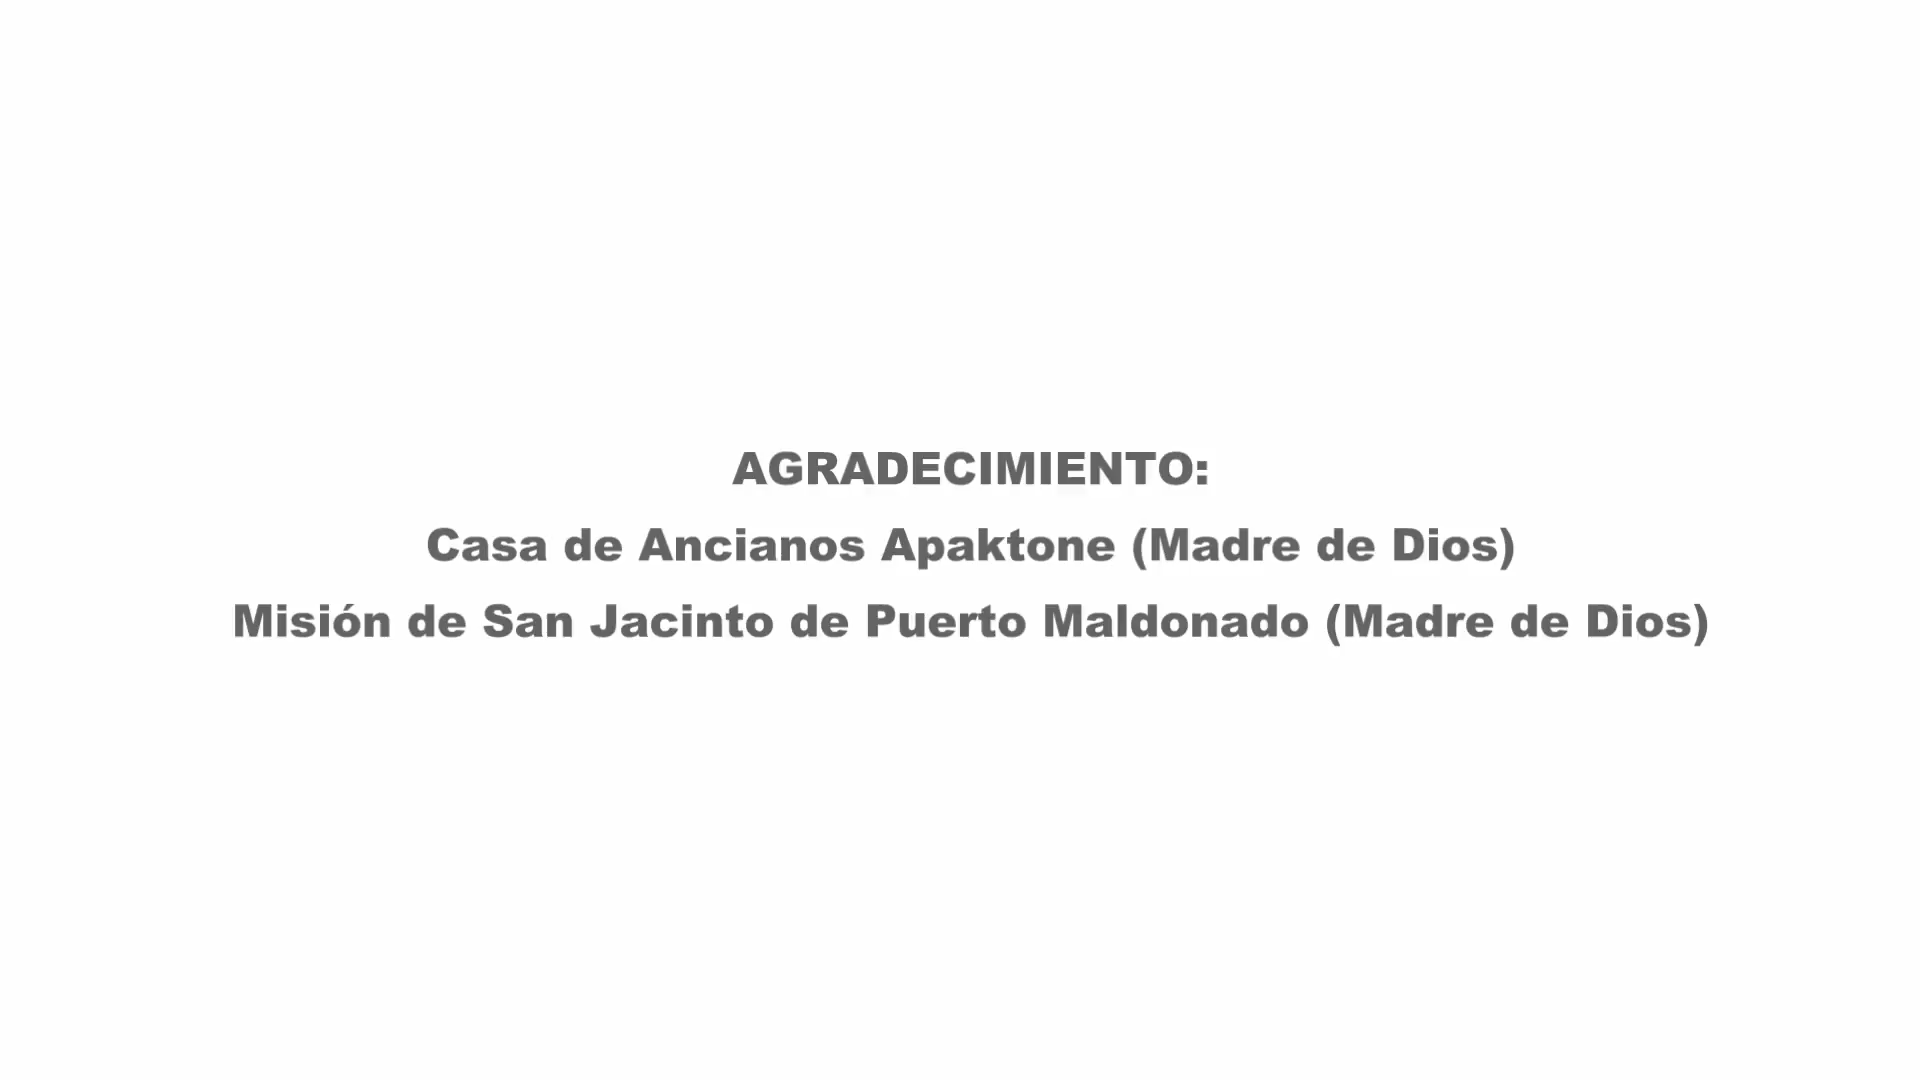 AGRADECIMIENTO:
Casa de Ancianos Apaktone (Madre de Dios)
Misión de San Jacinto de Puerto Maldonado (Madre de Dios)